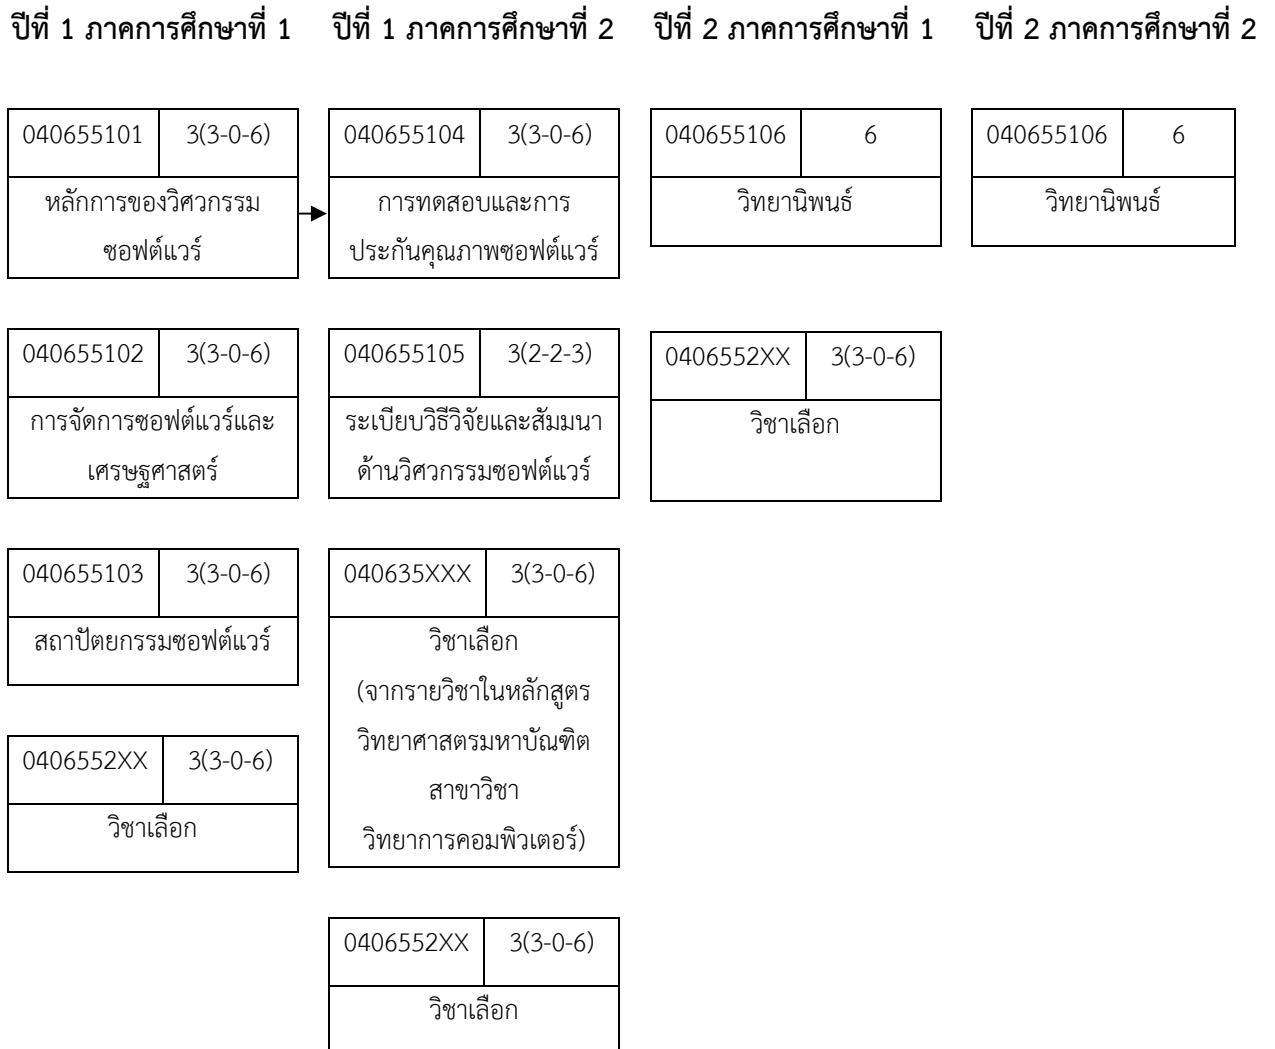 ปีที่ 1 ภาคการศึกษาที่ 1 ปีที่ 1 ภาคการศึกษาที่ 2 ปีที่ 2 ภาคการศึกษาที่ 1 ปีที่ 2 ภาคการศึกษาที่ 2
040655101 3(3-0-6)
หลักการของวิศวกรรม
ซอฟต์แวร์
040655102 3(3-0-6)
การจัดการซอฟต์แวร์และ
เศรษฐศาสตร์
040655103 3(3-0-6)
สถาปัตยกรรมซอฟต์แวร์
0406552XX 3(3-0-6)
วิชาเลือก
040655104 3(3-0-6)
การทดสอบและการ
ประกันคุณภาพซอฟต์แวร์
040655105 3(2-2-3)
ระเบียบวิธีวิจัยและสัมมนา
ด้านวิศวกรรมซอฟต์แวร์
040635XXX 3(3-0-6)
วิชาเลือก
(จากรายวิชาในหลักสูตร
วิทยาศาสตรมหาบัณฑิต
สาขาวิชา
วิทยาการคอมพิวเตอร์)
0406552XX 3(3-0-6)
วิชาเลือก
040655106 6
วิทยานิพนธ์
0406552XX 3(3-0-6)
วิชาเลือก
040655106 6
วิทยานิพนธ์